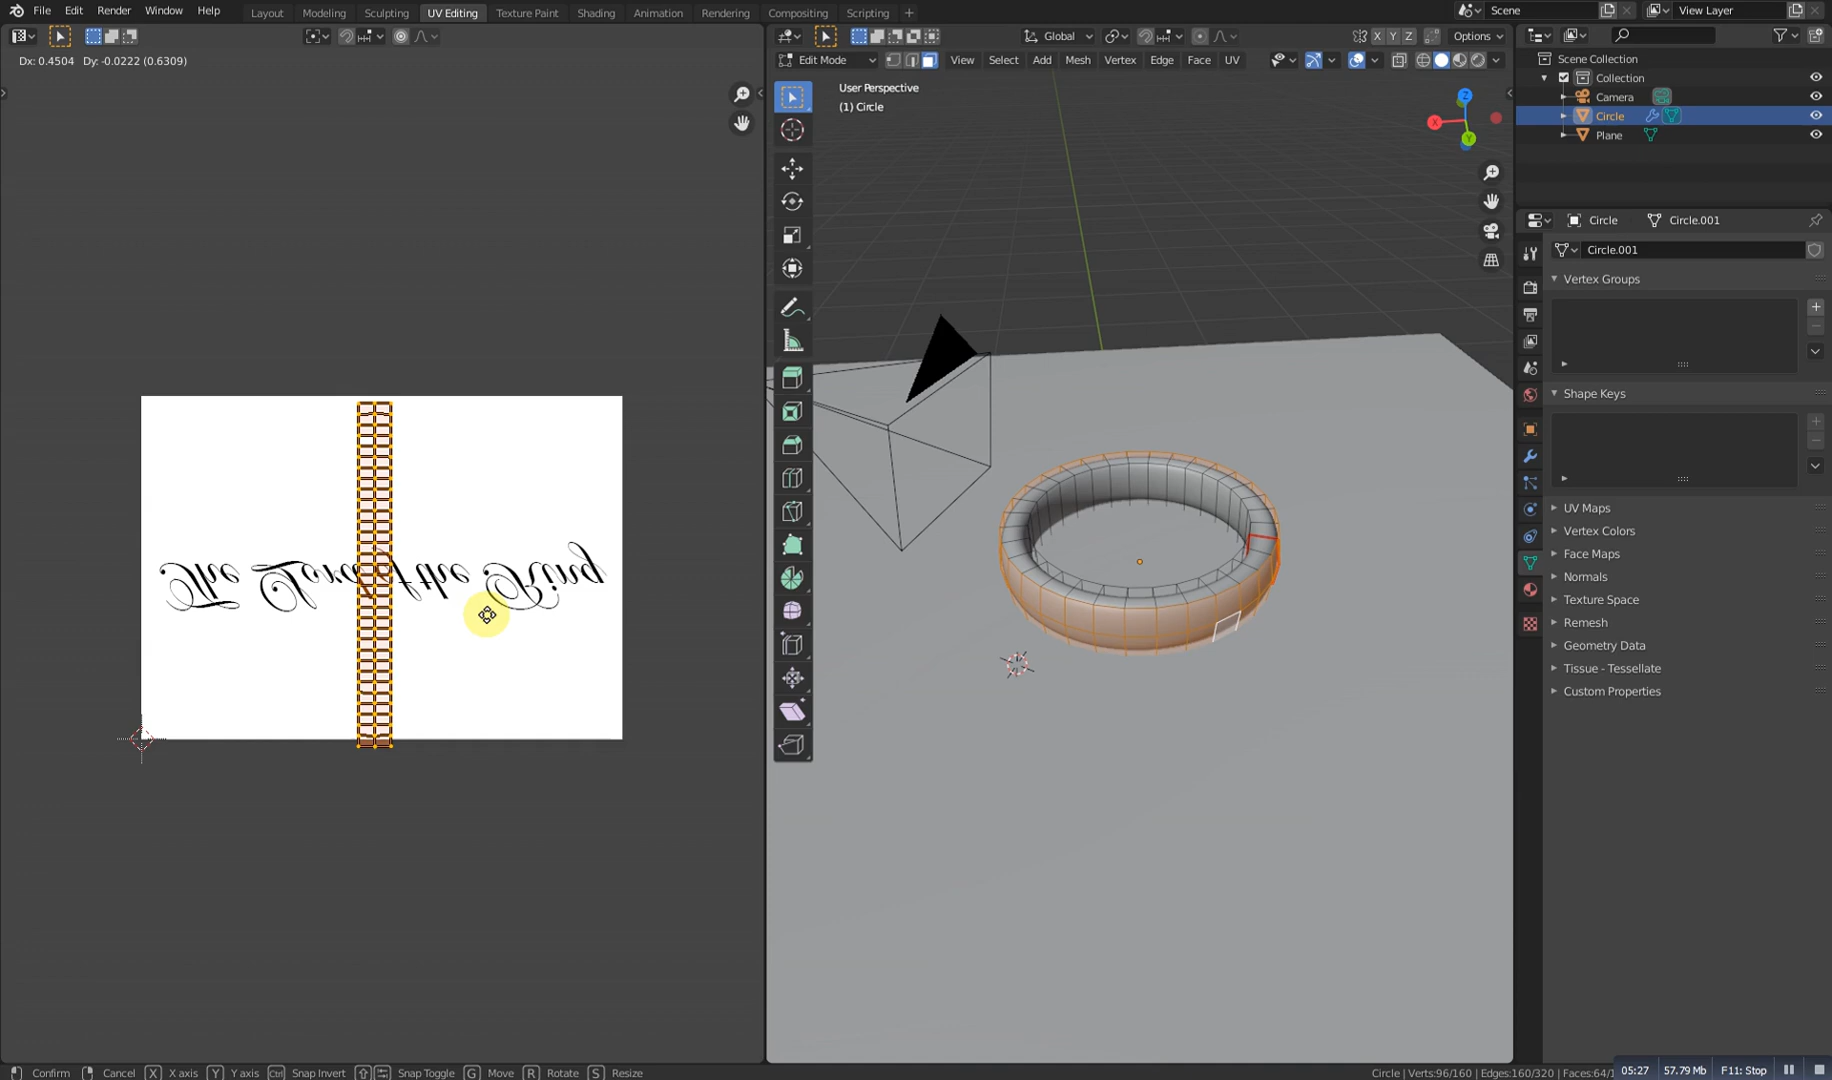 File Edit Render Window Help Layout Modeling Sculpting UV Editing Texture Paint Shading Animation Rendering Compositing Scripting + Scene View Layer
Global X Y Z Options
Dx: 0.4504 Dy: -0.0222 (0.6309)
Edit Mode View Select Add Mesh Vertex Edge Face UV
User Perspective
(1) Circle
Z
X
Y
Scene Collection
Collection
Camera
Circle
Plane
Circle Circle.001
Circle.001
Vertex Groups
Shape Keys
UV Maps
Vertex Colors
Face Maps
Normals
Texture Space
Remesh
Geometry Data
Tissue - Tessellate
Custom Properties
The Lord of the Ring
Confirm Cancel X X axis Y Y axis Ctrl Snap Invert Snap Toggle G Move R Rotate S Resize
Circle | Verts:96/160 | Edges:160/320 | Faces:64/1
05:27 57.79 Mb F11: Stop